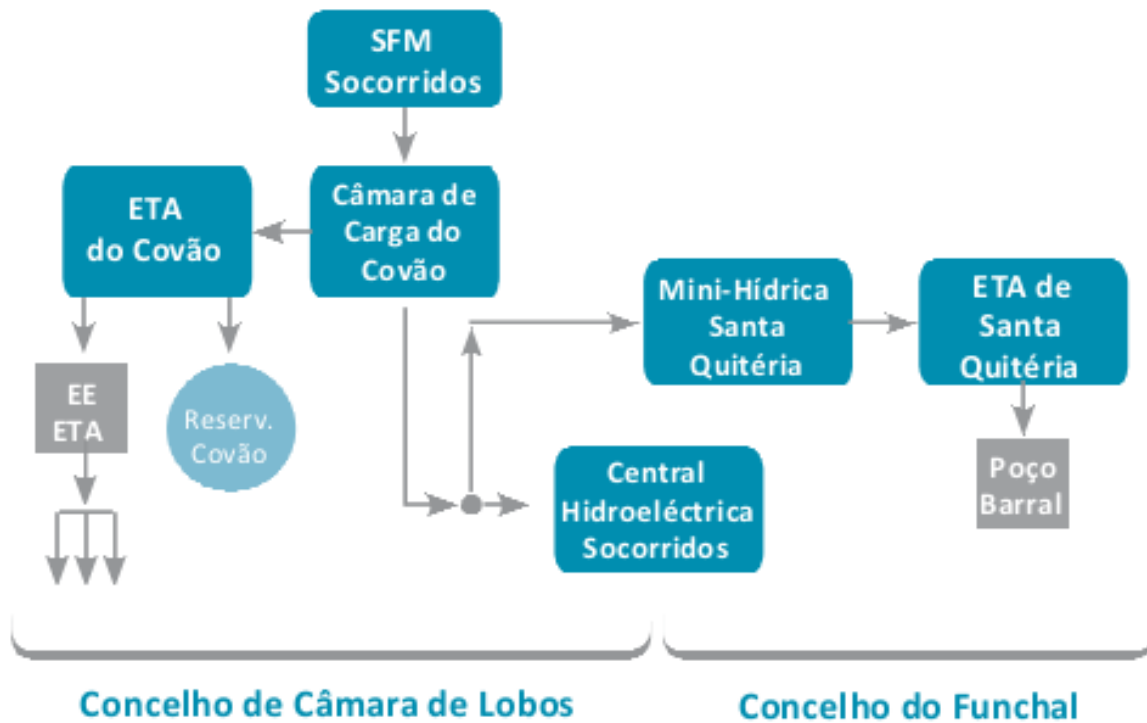 SFM
Socorridos
ETA
do Covão
Câmara de
Carga do
Covão
Mini-Hídrica
Santa
Quitéria
ETA de
Santa
Quitéria
EE
ETA
Reserv.
Covão
Central
Hidroeléctrica
Socorridos
Poço
Barral
Concelho de Câmara de Lobos
Concelho do Funchal